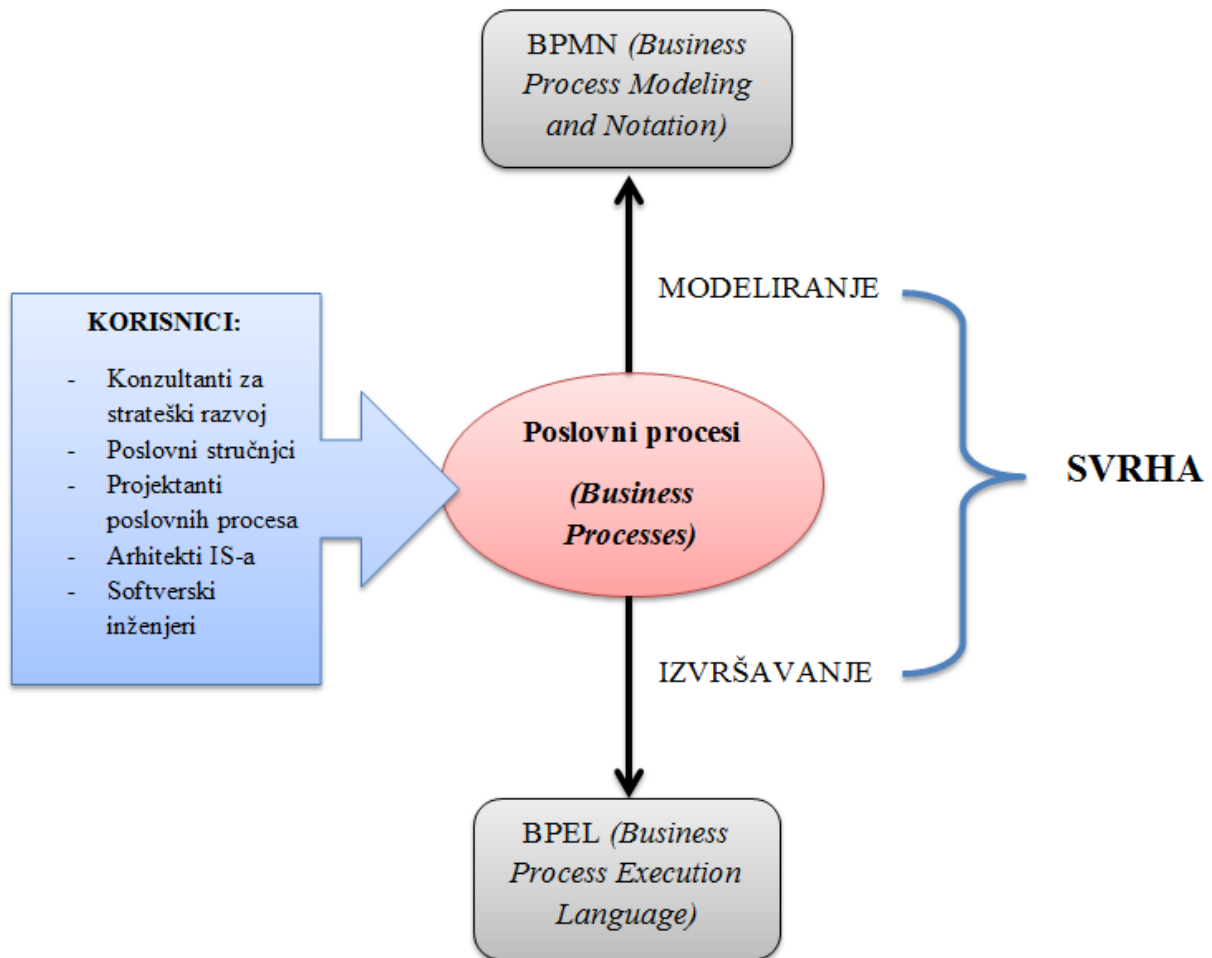 BPMN (Business
Process Modeling
and Notation)
MODELIRANJE
KORISNICI:
- Konzultanti za
strateški razvoj
- Poslovni stručnjci
- Projektanti
poslovnih procesa
- Arhitekti IS-a
- Softverski
inženjeri
Poslovni procesi
(Business
Processes)
SVRHA
IZVRŠAVANJE
BPEL (Business
Process Execution
Language)